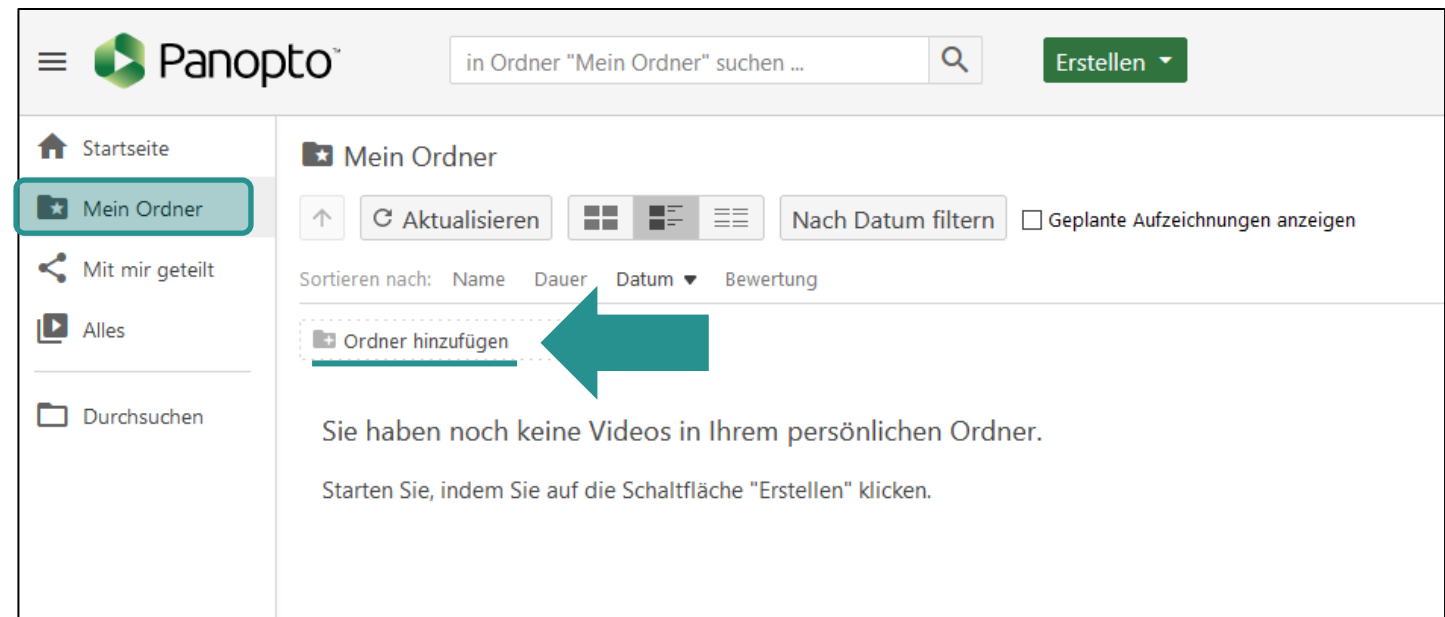 Panopto™ in Ordner "Mein Ordner" suchen ... Erstellen
Startseite
Mein Ordner
Mit mir geteilt
Alles
Durchsuchen
Mein Ordner
Aktualisieren Nach Datum filtern Geplante Aufzeichnungen anzeigen
Sortieren nach: Name Dauer Datum Bewertung
Ordner hinzufügen
Sie haben noch keine Videos in Ihrem persönlichen Ordner.
Starten Sie, indem Sie auf die Schaltfläche "Erstellen" klicken.